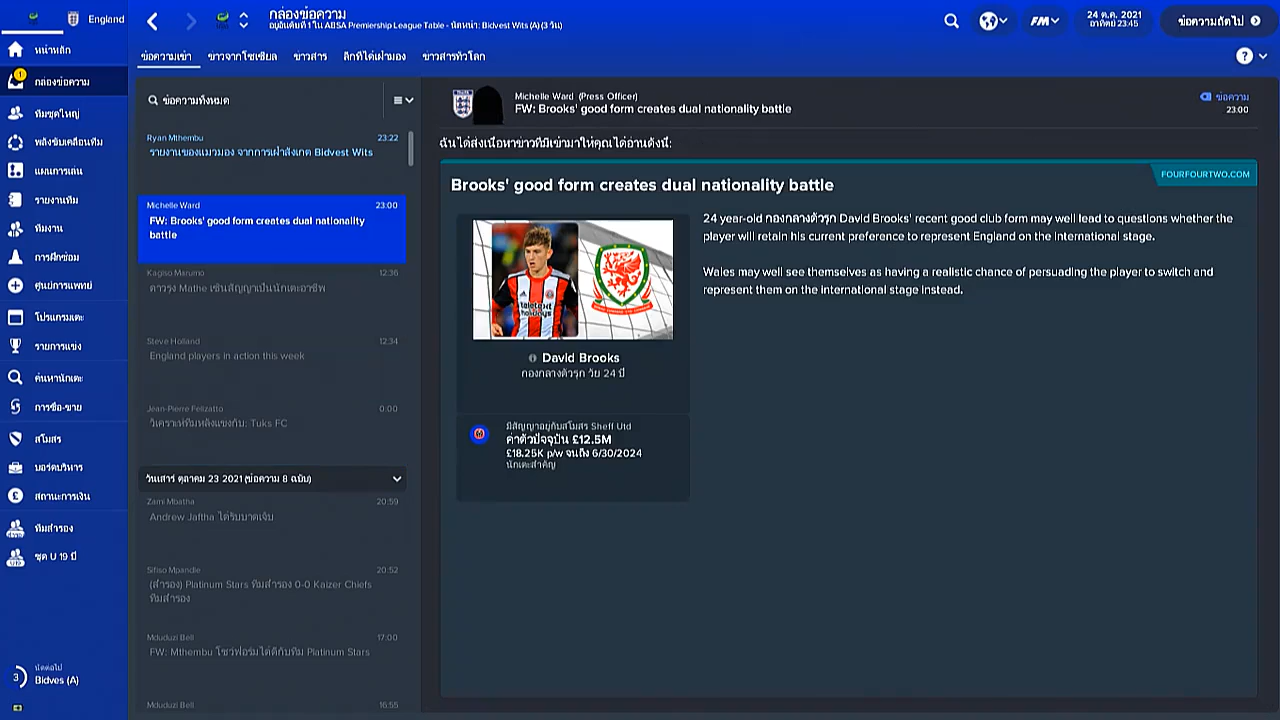 England
กล่องข้อความ
อยู่อันดับที่ 1 ใน ABSA Premiership League Table - นัดหน้า: Bidvest Wits (A) (3 วัน)
FM
24 ต.ค. 2021
อาทิตย์ 23:45
ข้อความถัดไป
หน้าหลัก
1
กล่องข้อความ
ทีมชุดใหญ่
พลังขับเคลื่อนทีม
แผนการเล่น
รายงานทีม
ทีมงาน
การฝึกซ้อม
ศูนย์การแพทย์
โปรแกรมเตะ
รายการแข่ง
ค้นหานักเตะ
การซื้อ-ขาย
สโมสร
บอร์ดบริหาร
สถานะการเงิน
ทีมสำรอง
ชุด U 19 ปี
3
นัดต่อไป
Bidves (A)
ข้อความเข้า
ข่าวจากโซเชียล
ข่าวสาร
ลีกที่ได้เฝ้ามอง
ข่าวสารทั่วโลก
?
ข้อความทั้งหมด
Ryan Mthembu
23:22
รายงานของแมวมอง จากการเฝ้าสังเกต Bidvest Wits
Michelle Ward
23:00
FW: Brooks' good form creates dual nationality
battle
Kagiso Marumo
12:36
ดาวรุ่ง Mathe เซ็นสัญญาเป็นนักเตะอาชีพ
Steve Holland
12:34
England players in action this week
Jean-Pierre Felizatto
0:00
วิเคราะห์ทีมหลังแข่งกับ: Tuks FC
วันเสาร์ ตุลาคม 23 2021 (ข้อความ 8 ฉบับ)
Zami Mbatha
20:59
Andrew Jaftha ได้รับบาดเจ็บ
Sifiso Mpandle
20:52
(สำรอง) Platinum Stars ทีมสำรอง 0-0 Kaizer Chiefs
ทีมสำรอง
Mduduzi Bell
17:00
FW: Mthembu โชว์ฟอร์มได้ดีกับทีม Platinum Stars
Mduduzi Bell
16:55
Michelle Ward (Press Officer)
FW: Brooks' good form creates dual nationality battle
ข้อความ
23:00
ฉันได้ส่งเนื้อหาข่าวที่มีเข้ามาให้คุณได้อ่านดังนี้:
FOURFOURTWO.COM
Brooks' good form creates dual nationality battle
24 year-old กองกลางตัวรุก David Brooks' recent good club form may well lead to questions whether the
player will retain his current preference to represent England on the international stage.
Wales may well see themselves as having a realistic chance of persuading the player to switch and
represent them on the international stage instead.
teletext
holidays
David Brooks
กองกลางตัวรุก วัย 24 ปี
มีสัญญาอยู่กับสโมสร Sheff Utd
ค่าตัวปัจจุบัน £12.5M
£18.25K p/w จนถึง 6/30/2024
นักเตะสำคัญ